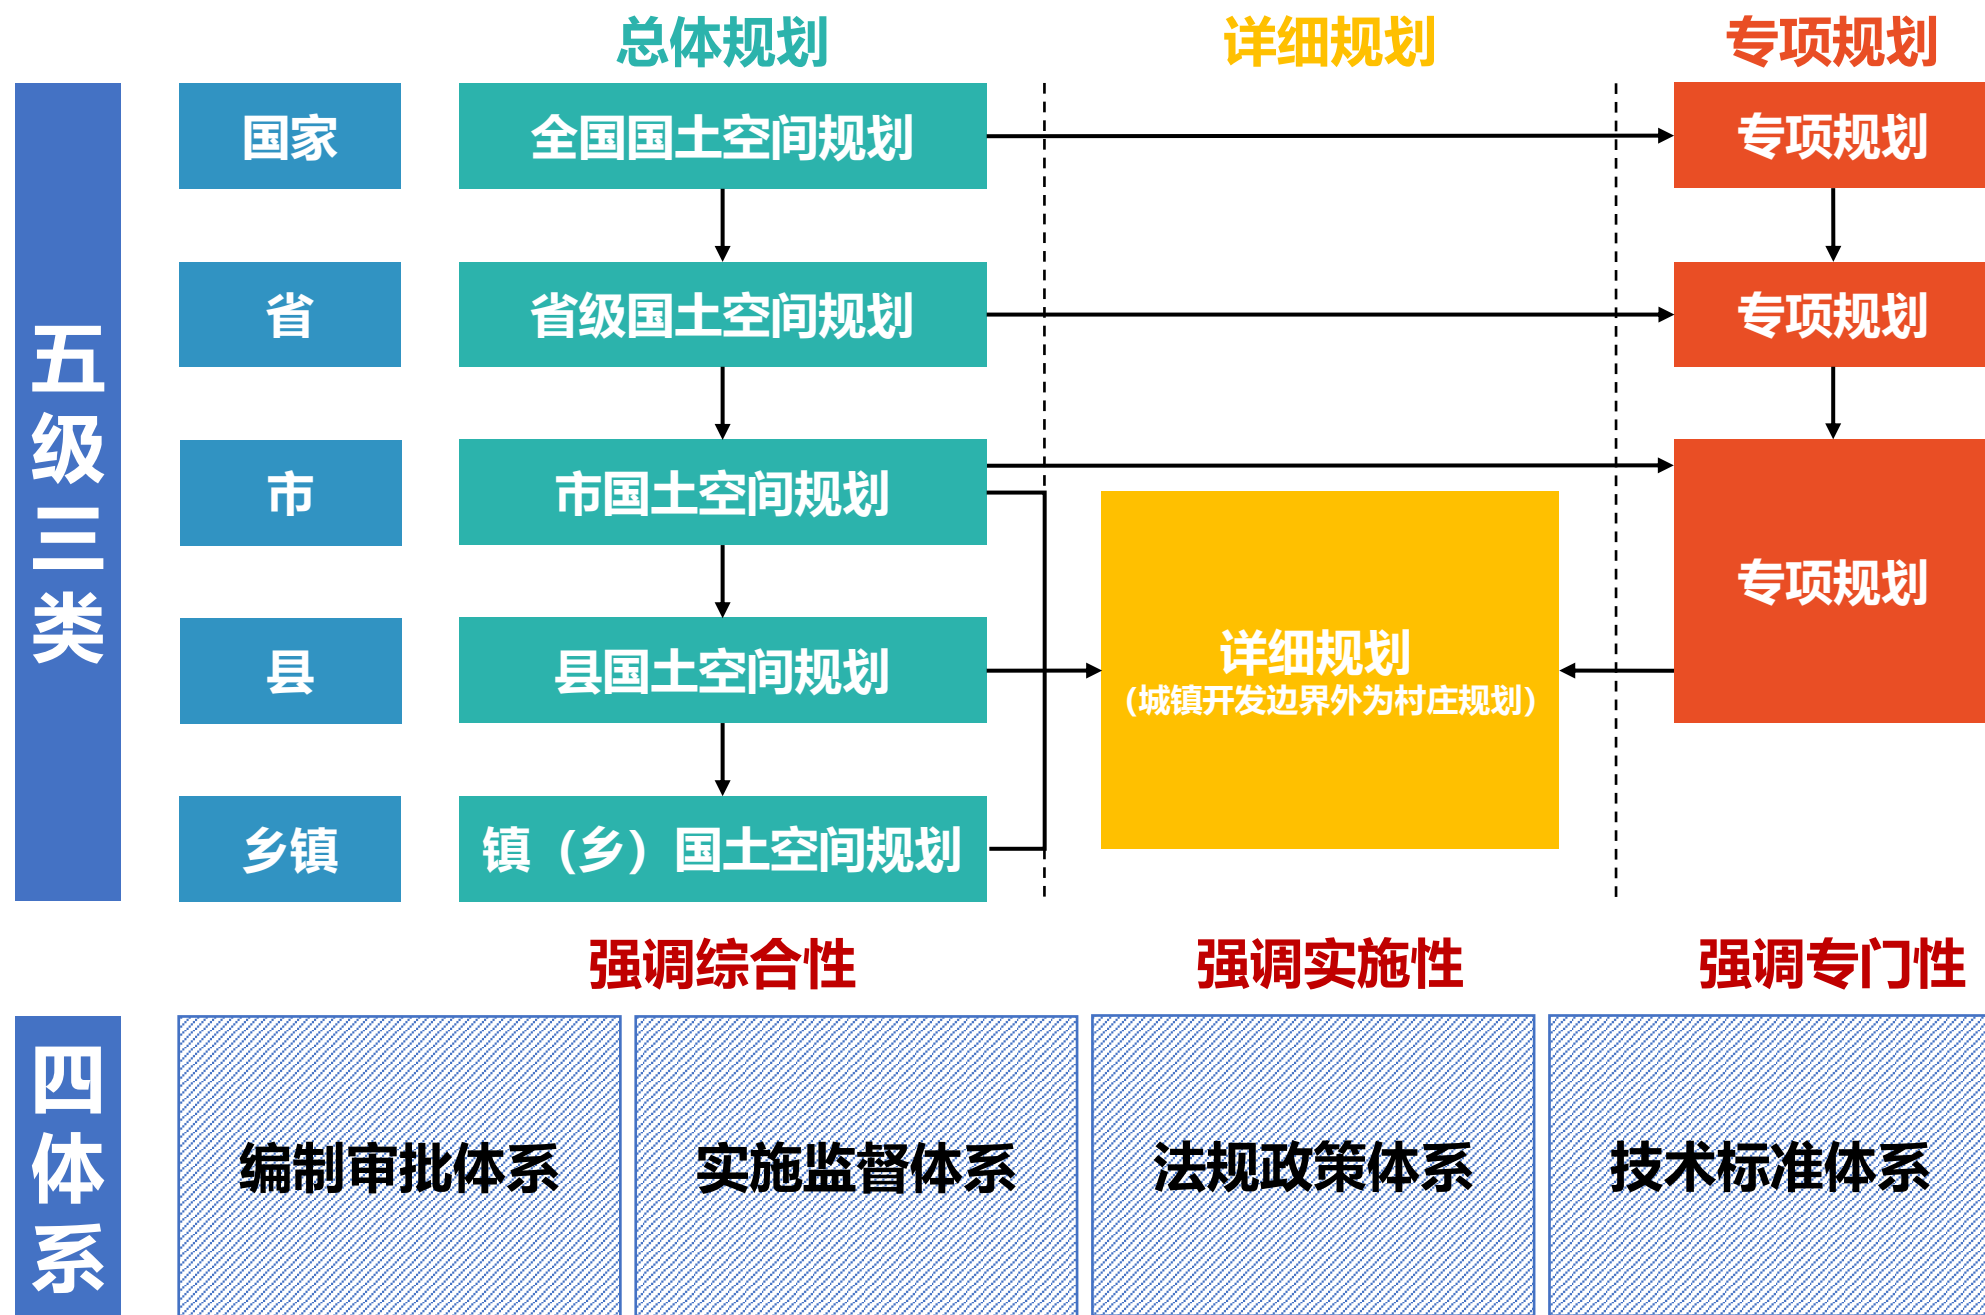 总体规划
详细规划
专项规划
五级三类
国家
全国国土空间规划
专项规划
省
省级国土空间规划
专项规划
市
市国土空间规划
专项规划
县
县国土空间规划
详细规划
（城镇开发边界外为村庄规划）
乡镇
镇（乡）国土空间规划
强调综合性
强调实施性
强调专门性
四体系
编制审批体系
实施监督体系
法规政策体系
技术标准体系